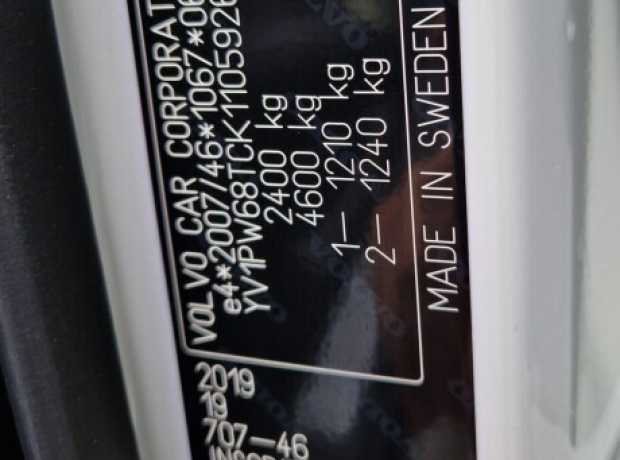 VOLVO CAR CORPORAT
e4*2007/46*1067*06
YV1PW68TCK1105926
2400 kg
4600 kg
1– 1210 kg
2– 1240 kg
MADE IN SWEDEN
2019
19
707–46
VOLVO